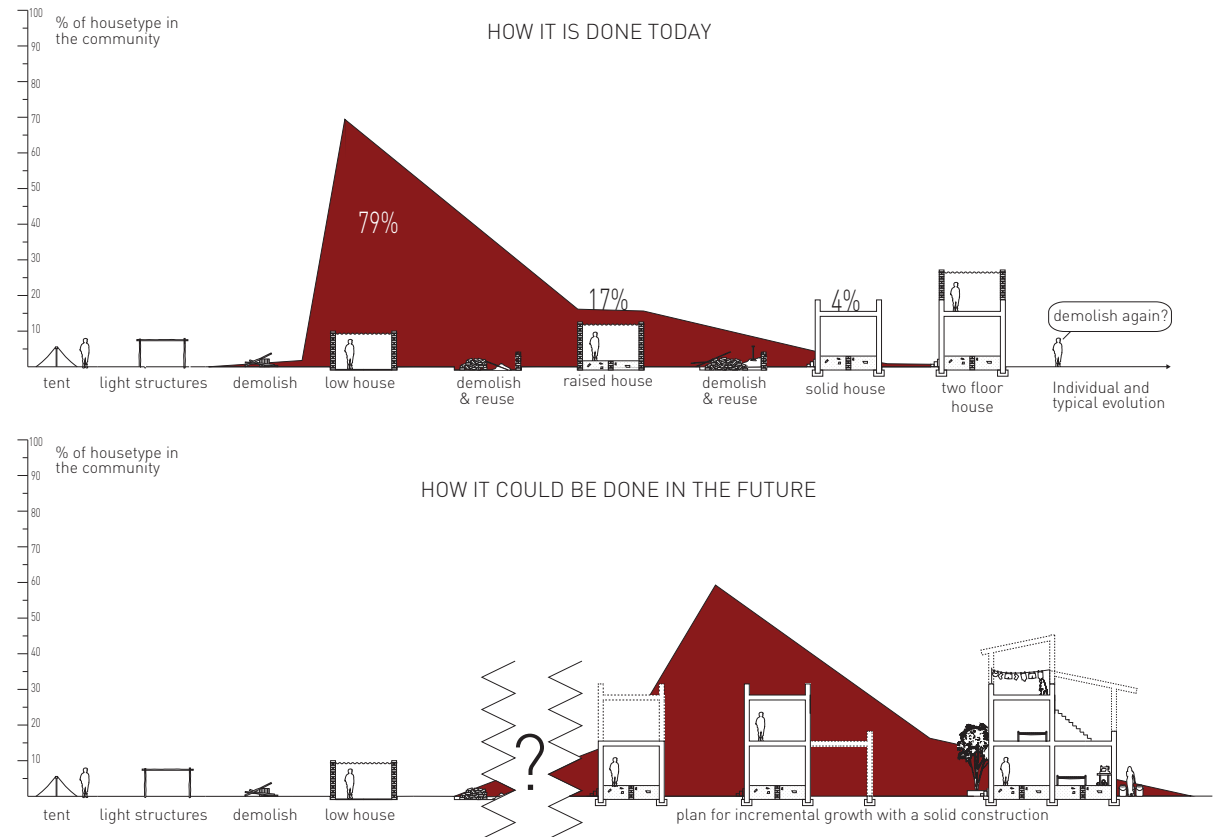 HOW IT IS DONE TODAY
% of housetype in
the community
100
90
80
70
60
50
40
30
20
10
79%
17%
4%
demolish again?
tent
light structures
demolish
low house
demolish
& reuse
raised house
demolish
& reuse
solid house
two floor
house
Individual and
typical evolution
HOW IT COULD BE DONE IN THE FUTURE
% of housetype in
the community
100
90
80
70
60
50
40
30
20
10
?
tent
light structures
demolish
low house
plan for incremental growth with a solid construction